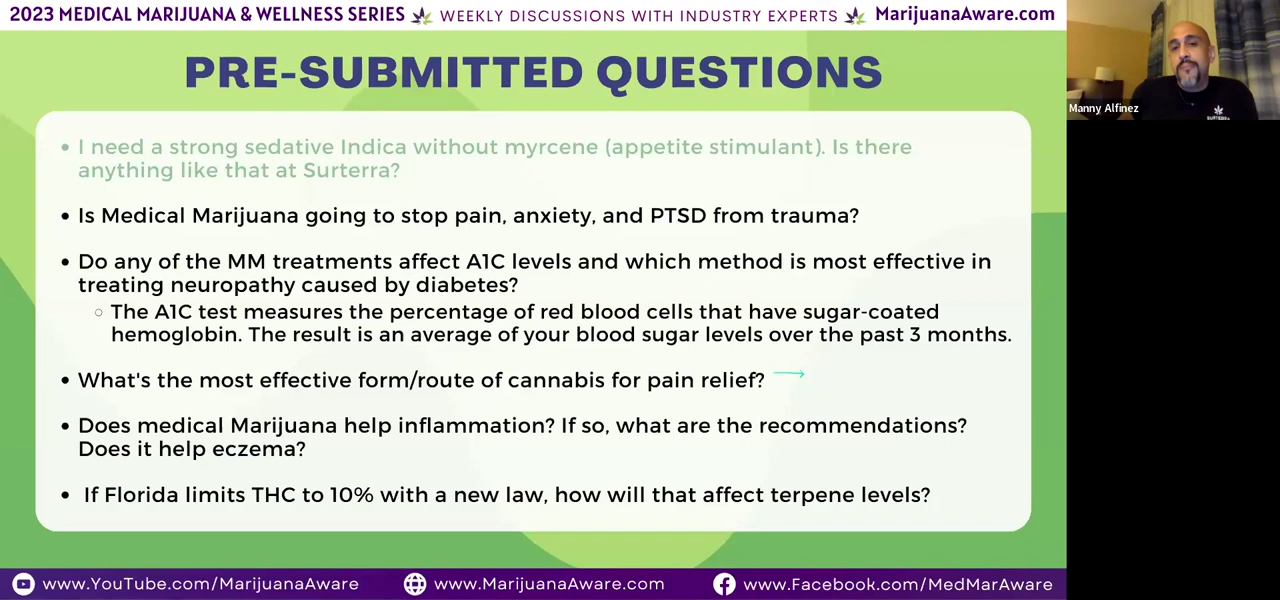 2023 MEDICAL MARIJUANA & WELLNESS SERIES WEEKLY DISCUSSIONS WITH INDUSTRY EXPERTS MarijuanaAware.com
PRE-SUBMITTED QUESTIONS
• I need a strong sedative Indica without myrcene (appetite stimulant). Is there
anything like that at Surterra?
• Is Medical Marijuana going to stop pain, anxiety, and PTSD from trauma?
• Do any of the MM treatments affect A1C levels and which method is most effective in
treating neuropathy caused by diabetes?
○ The A1C test measures the percentage of red blood cells that have sugar-coated
hemoglobin. The result is an average of your blood sugar levels over the past 3 months.
• What's the most effective form/route of cannabis for pain relief?
• Does medical Marijuana help inflammation? If so, what are the recommendations?
Does it help eczema?
• If Florida limits THC to 10% with a new law, how will that affect terpene levels?
www.YouTube.com/MarijuanaAware www.MarijuanaAware.com www.Facebook.com/MedMarAware
Manny Alfinez
SURTERRA